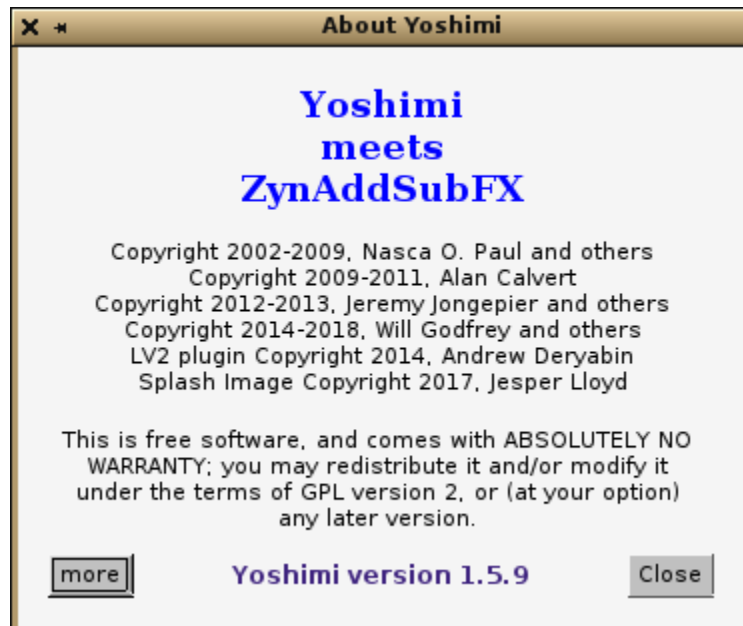 About Yoshimi
Yoshimi
meets
ZynAddSubFX
Copyright 2002-2009, Nasca O. Paul and others
Copyright 2009-2011, Alan Calvert
Copyright 2012-2013, Jeremy Jongepier and others
Copyright 2014-2018, Will Godfrey and others
LV2 plugin Copyright 2014, Andrew Deryabin
Splash Image Copyright 2017, Jesper Lloyd
This is free software, and comes with ABSOLUTELY NO
WARRANTY; you may redistribute it and/or modify it
under the terms of GPL version 2, or (at your option)
any later version.
more Yoshimi version 1.5.9 Close